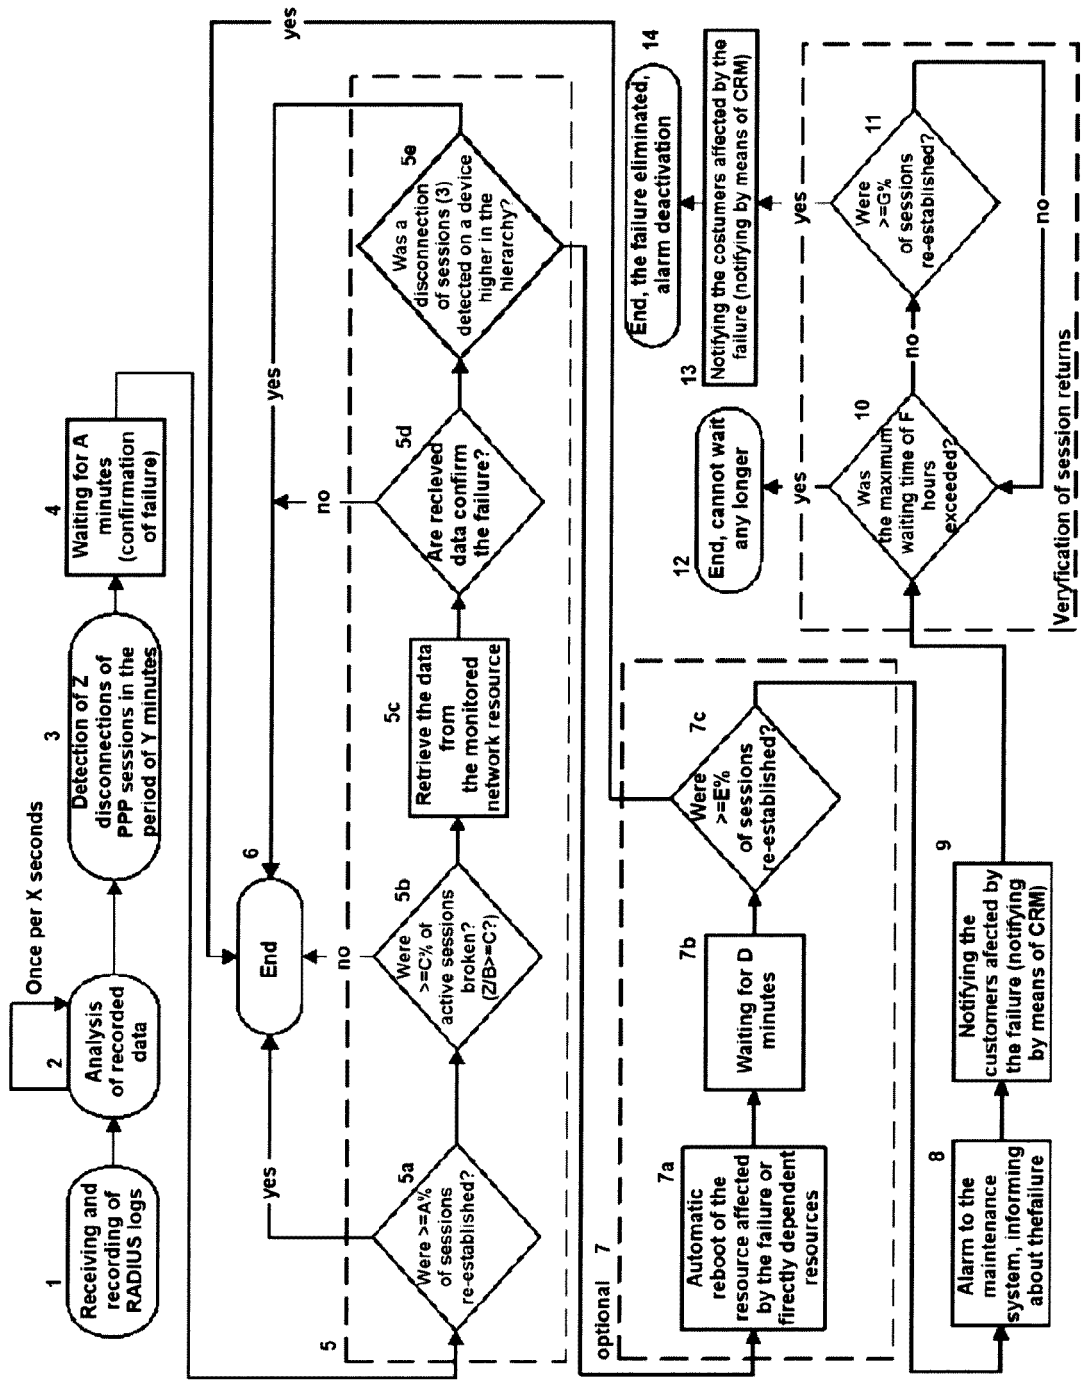 1
Receiving and
recording of
RADIUS logs
2
Once per X seconds
Analysis
of recorded
data
3
Detection of Z
disconnections of
PPP sessions in the
period of Y minutes
4
Waiting for A
minutes
(confirmation
of failure)
yes
End
6
yes
yes
5
5a
Were >=A%
of sessions
re-established?
no
5b
Were
>=C% of
active sessions
broken?
(Z/B>=C?)
5c
Retrieve the data
from
the monitored
network resource
no
5d
Are recieved
data confirm
the failure?
5e
Was a
disconnection
of sessions (3)
detected on a device
higher in the
hierarchy?
optional 7
7a
Automatic
reboot of the
resource affected
by the failure or
firectly dependent
resources
7b
Waiting for D
minutes
7c
Were
>=E%
of sessions
re-established?
8
Alarm to the
maintenance
system, informing
about thefailure
9
Notifying the
customers afected by
the failure (notifying
by means of CRM)
12
End, cannot wait
any longer
yes
10
Was
the maximum
waiting time of F
hours
exceeded?
no
13
Notifying the costumers affected by the
failure (notifying by means of CRM)
End, the failure eliminated,
alarm deactivation
14
yes
11
Were
>=G%
of sessions
re-established?
no
Veryfication of session returns